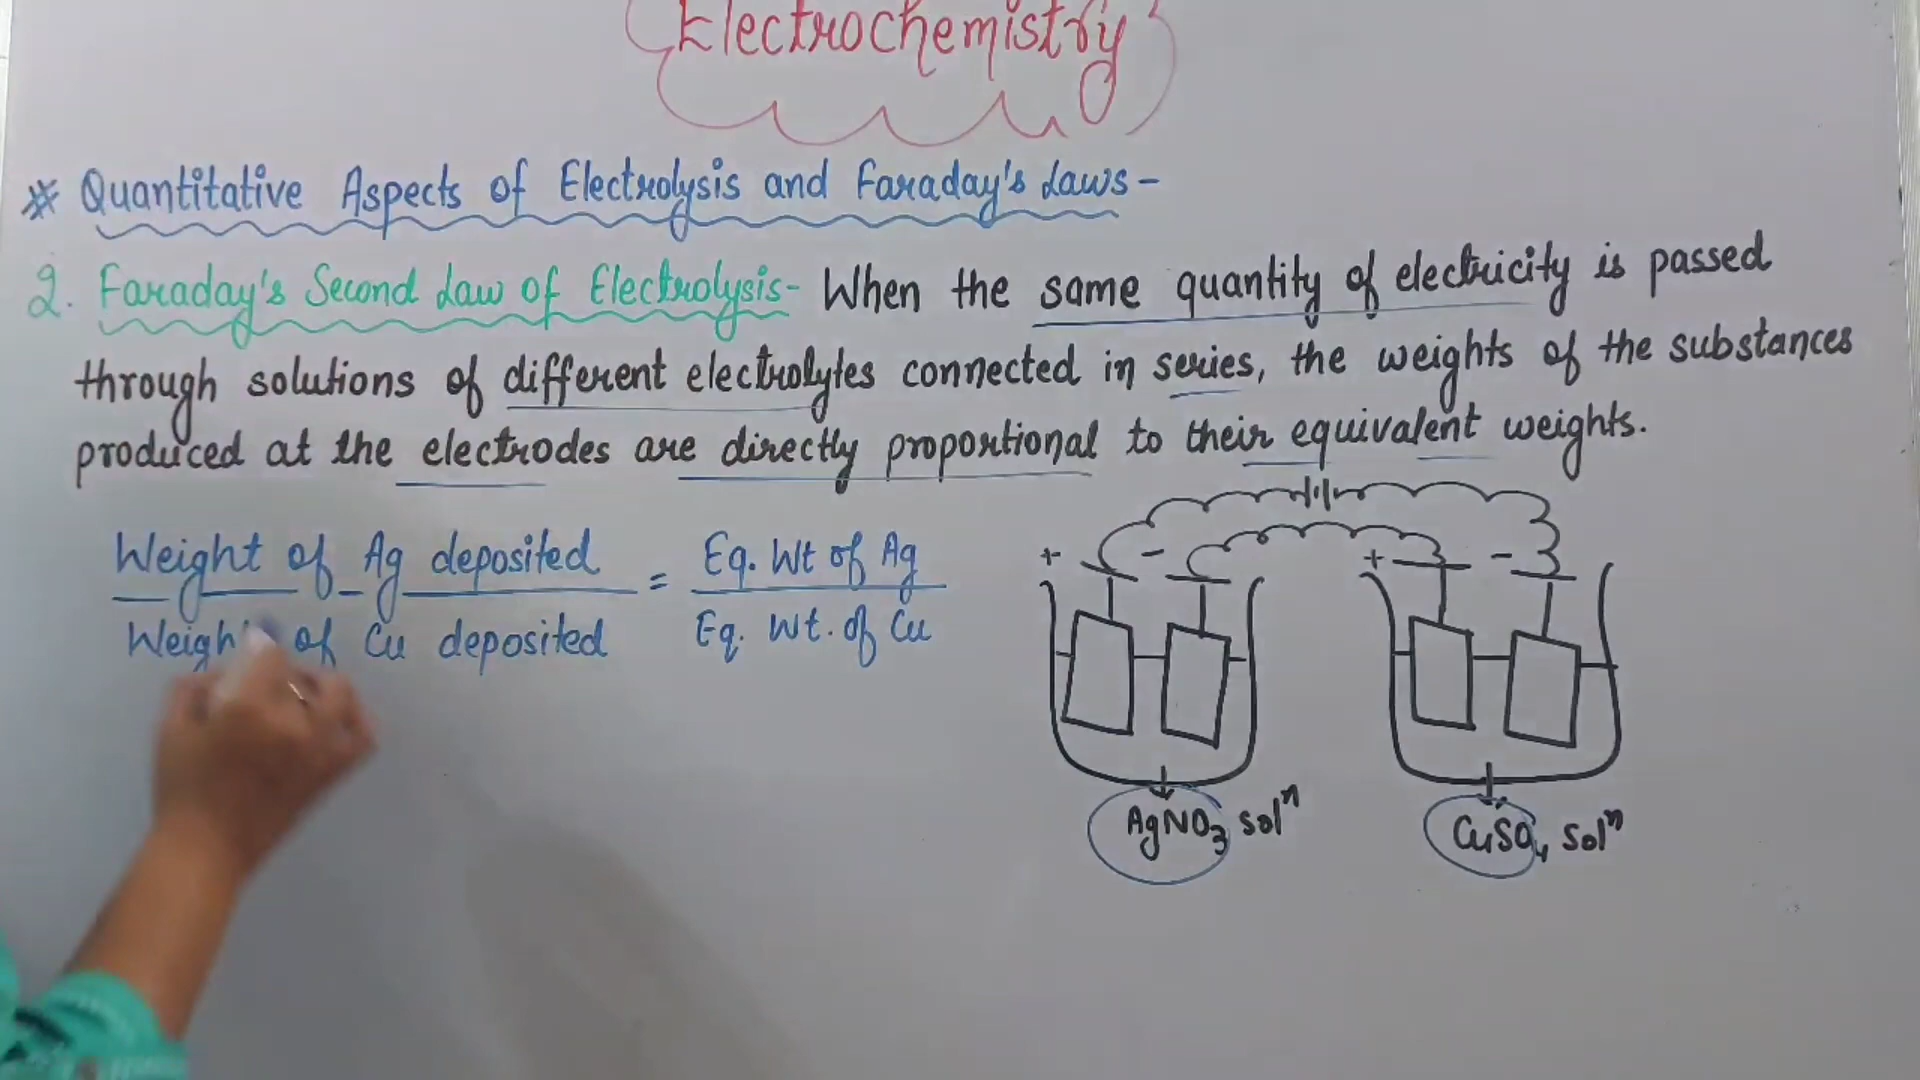 Electrochemistry
* Quantitative Aspects of Electrolysis and Faraday's Laws-
2. Faraday's Second Law of Electrolysis- When the same quantity of electricity is passed
through solutions of different electrolytes connected in series, the weights of the substances
produced at the electrodes are directly proportional to their equivalent weights.
Weight of Ag deposited = Eq. Wt of Ag
Weight of Cu deposited Eq. Wt. of Cu
+ - + -
AgNO₃ solⁿ CuSO₄ solⁿ